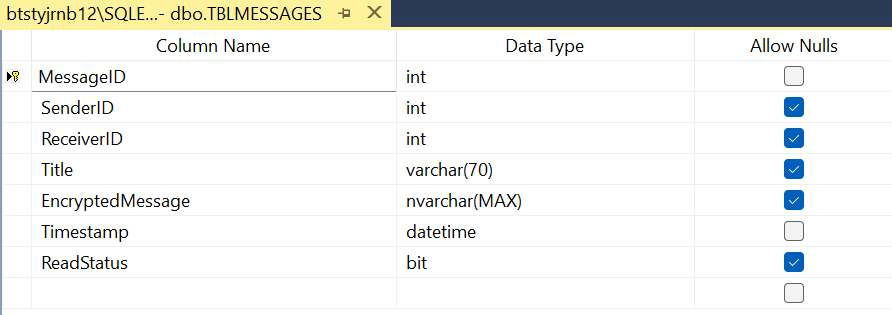 btstyjrnb12\SQLE...- dbo.TBLMESSAGES
Column Name Data Type Allow Nulls
MessageID int
SenderID int
ReceiverID int
Title varchar(70)
EncryptedMessage nvarchar(MAX)
Timestamp datetime
ReadStatus bit